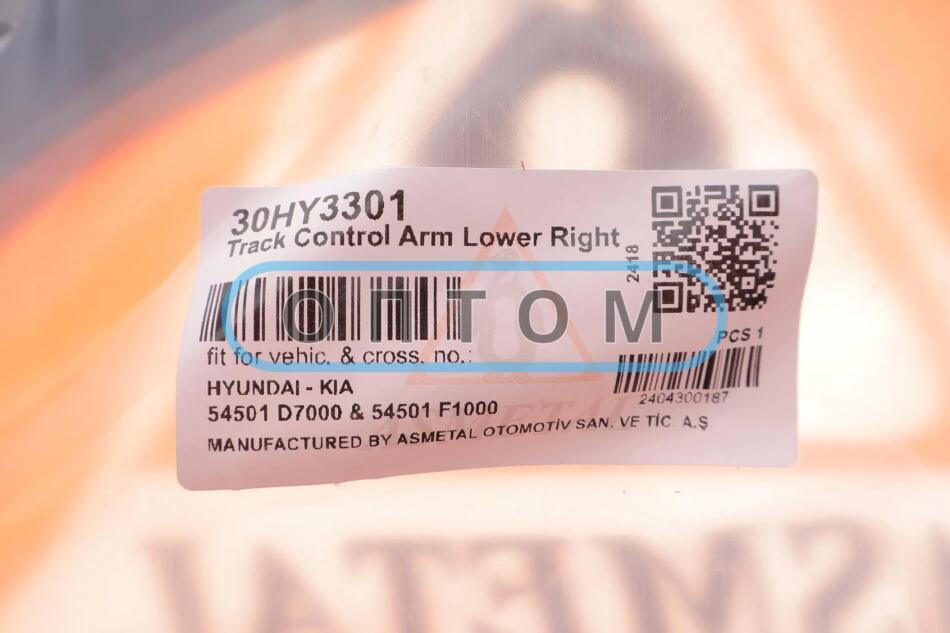 30HY3301
Track Control Arm Lower Right
2418
ОПТОМ
PCS 1
fit for vehic. & cross. no.:
HYUNDAI - KIA
2404300187
54501 D7000 & 54501 F1000
ASMETAL
MANUFACTURED BY ASMETAL OTOMOTİV SAN. VE TİC. A.Ş
ASMETAL